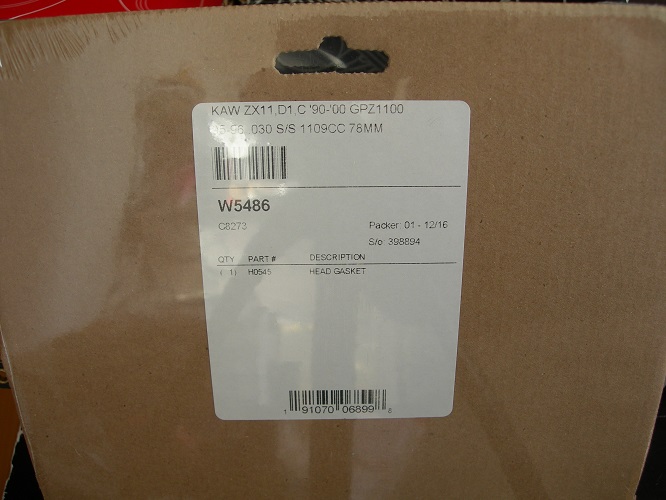 KAW ZX11,D1,C '90-'00 GPZ1100
95-96 .030 S/S 1109CC 78MM
W5486
C8273
Packer: 01 - 12/16
S/o 398894
QTY PART # DESCRIPTION
( 1) H0545 HEAD GASKET
1 91070 06899 8